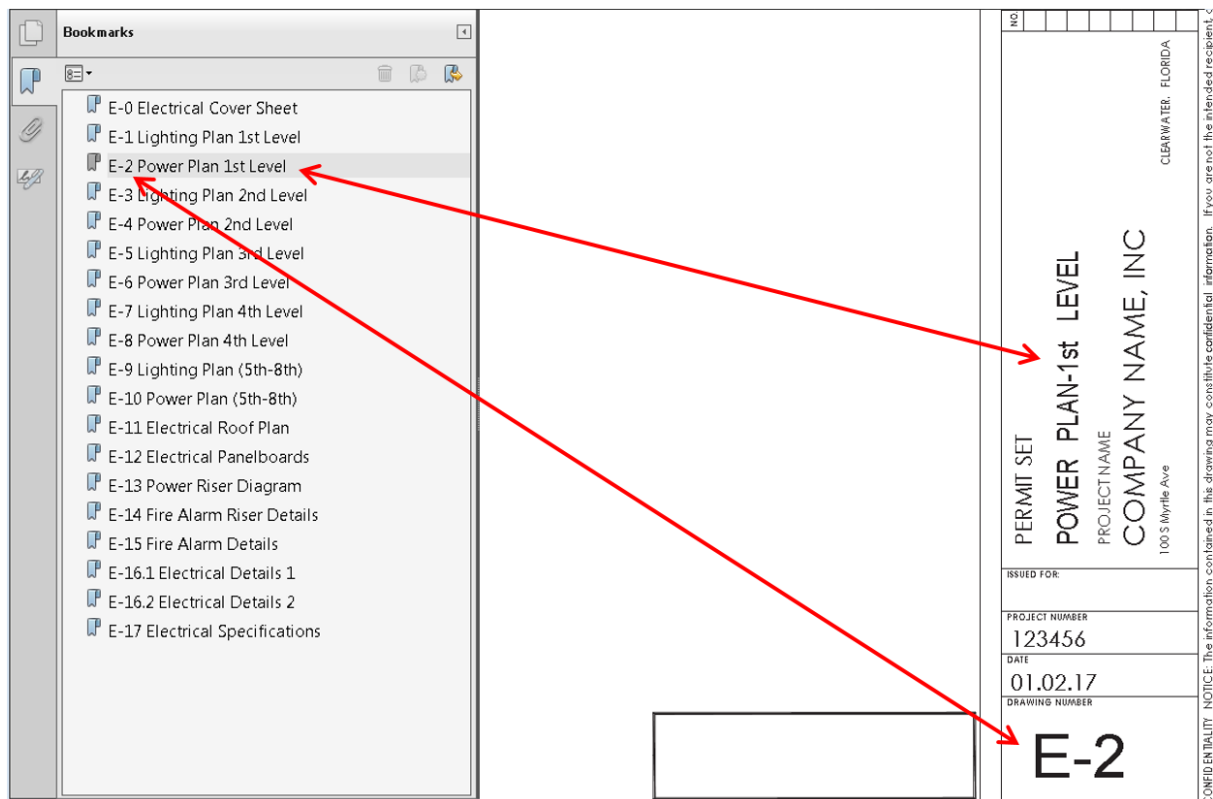 Bookmarks
E-0 Electrical Cover Sheet
E-1 Lighting Plan 1st Level
E-2 Power Plan 1st Level
E-3 Lighting Plan 2nd Level
E-4 Power Plan 2nd Level
E-5 Lighting Plan 3rd Level
E-6 Power Plan 3rd Level
E-7 Lighting Plan 4th Level
E-8 Power Plan 4th Level
E-9 Lighting Plan (5th-8th)
E-10 Power Plan (5th-8th)
E-11 Electrical Roof Plan
E-12 Electrical Panelboards
E-13 Power Riser Diagram
E-14 Fire Alarm Riser Details
E-15 Fire Alarm Details
E-16.1 Electrical Details 1
E-16.2 Electrical Details 2
E-17 Electrical Specifications
NO.
PERMIT SET
POWER PLAN-1st LEVEL
PROJECT NAME
COMPANY NAME, INC
100 S Myrtle Ave CLEARWATER, FLORIDA
ISSUED FOR:
PROJECT NUMBER
123456
DATE
01.02.17
DRAWING NUMBER
E-2
CONFIDENTIALITY NOTICE: The information contained in this drawing may constitute confidential information. If you are not the intended recipient,